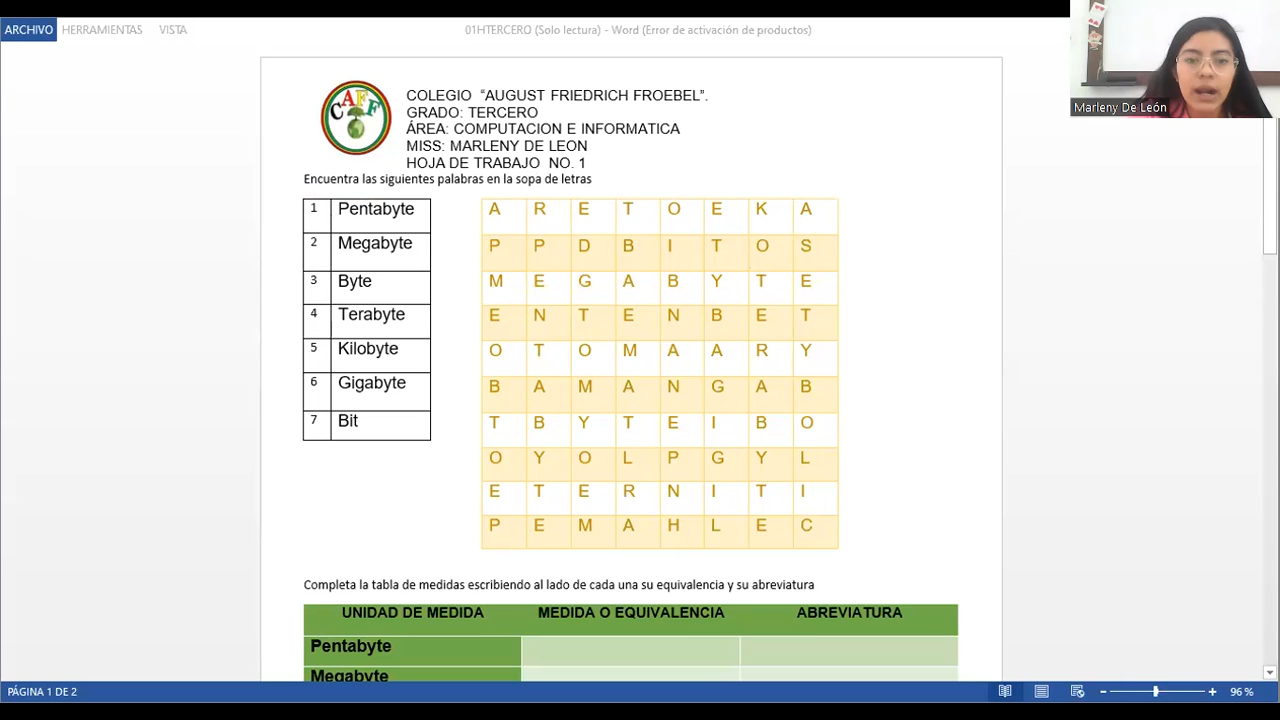 ARCHIVO HERRAMIENTAS VISTA 01HTERCERO (Solo lectura) - Word (Error de activación de productos)
Marleny De León
CAFF
COLEGIO “AUGUST FRIEDRICH FROEBEL”.
GRADO: TERCERO
ÁREA: COMPUTACION E INFORMATICA
MISS: MARLENY DE LEON
HOJA DE TRABAJO NO. 1
Encuentra las siguientes palabras en la sopa de letras
1 Pentabyte
2 Megabyte
3 Byte
4 Terabyte
5 Kilobyte
6 Gigabyte
7 Bit
A R E T O E K A
P P D B I T O S
M E G A B Y T E
E N T E N B E T
O T O M A A R Y
B A M A N G A B
T B Y T E I B O
O Y O L P G Y L
E T E R N I T I
P E M A H L E C
Completa la tabla de medidas escribiendo al lado de cada una su equivalencia y su abreviatura
UNIDAD DE MEDIDA MEDIDA O EQUIVALENCIA ABREVIATURA
Pentabyte
Megabyte
PÁGINA 1 DE 2 96 %